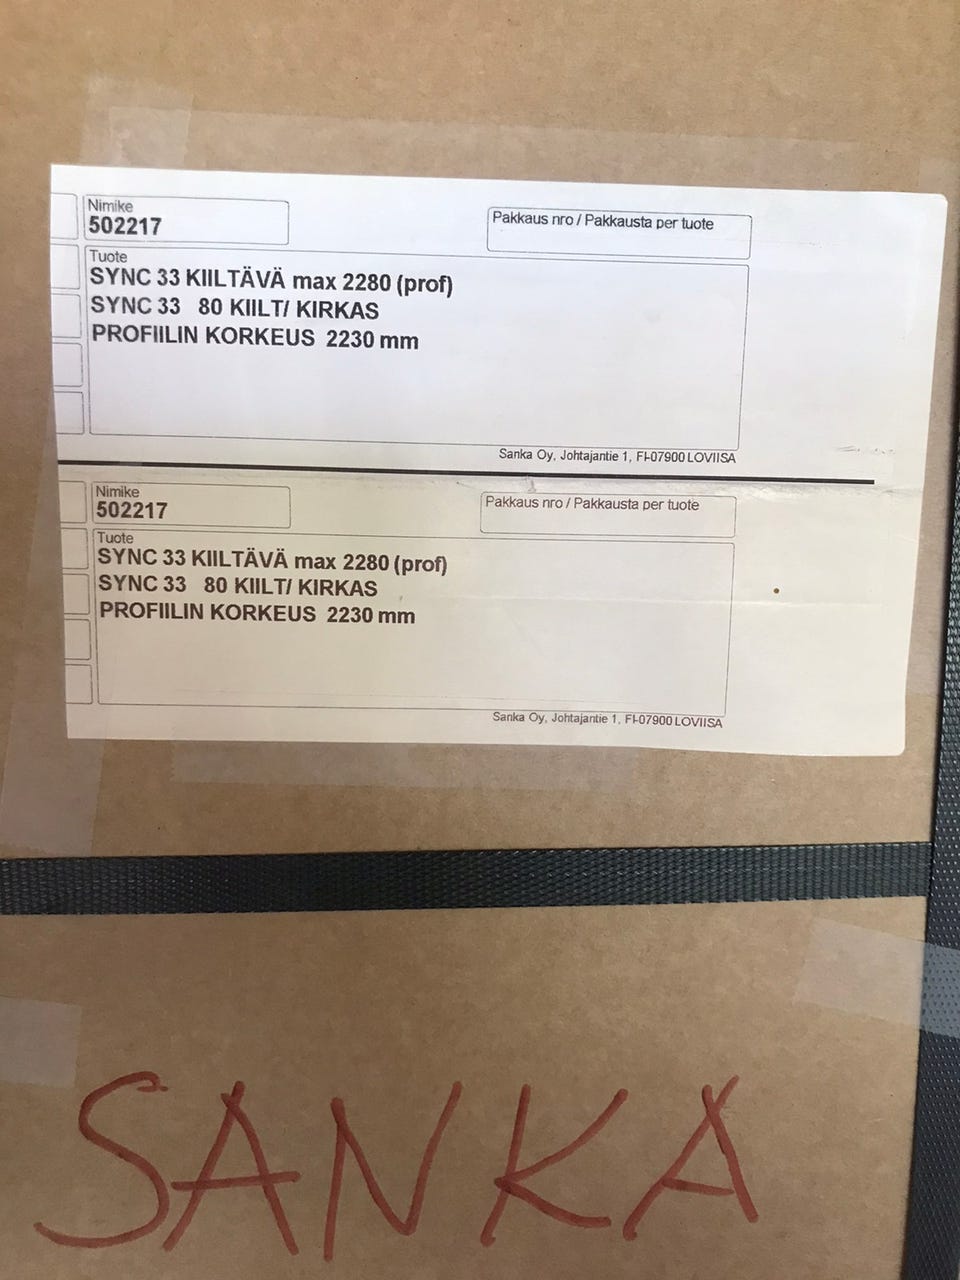 Nimike
502217
Pakkaus nro / Pakkausta per tuote
Tuote
SYNC 33 KIILTÄVÄ max 2280 (prof)
SYNC 33 80 KIILT/ KIRKAS
PROFIILIN KORKEUS 2230 mm
Sanka Oy, Johtajantie 1, FI-07900 LOVIISA
Nimike
502217
Pakkaus nro / Pakkausta per tuote
Tuote
SYNC 33 KIILTÄVÄ max 2280 (prof)
SYNC 33 80 KIILT/ KIRKAS
PROFIILIN KORKEUS 2230 mm
Sanka Oy, Johtajantie 1, FI-07900 LOVIISA
SANKA